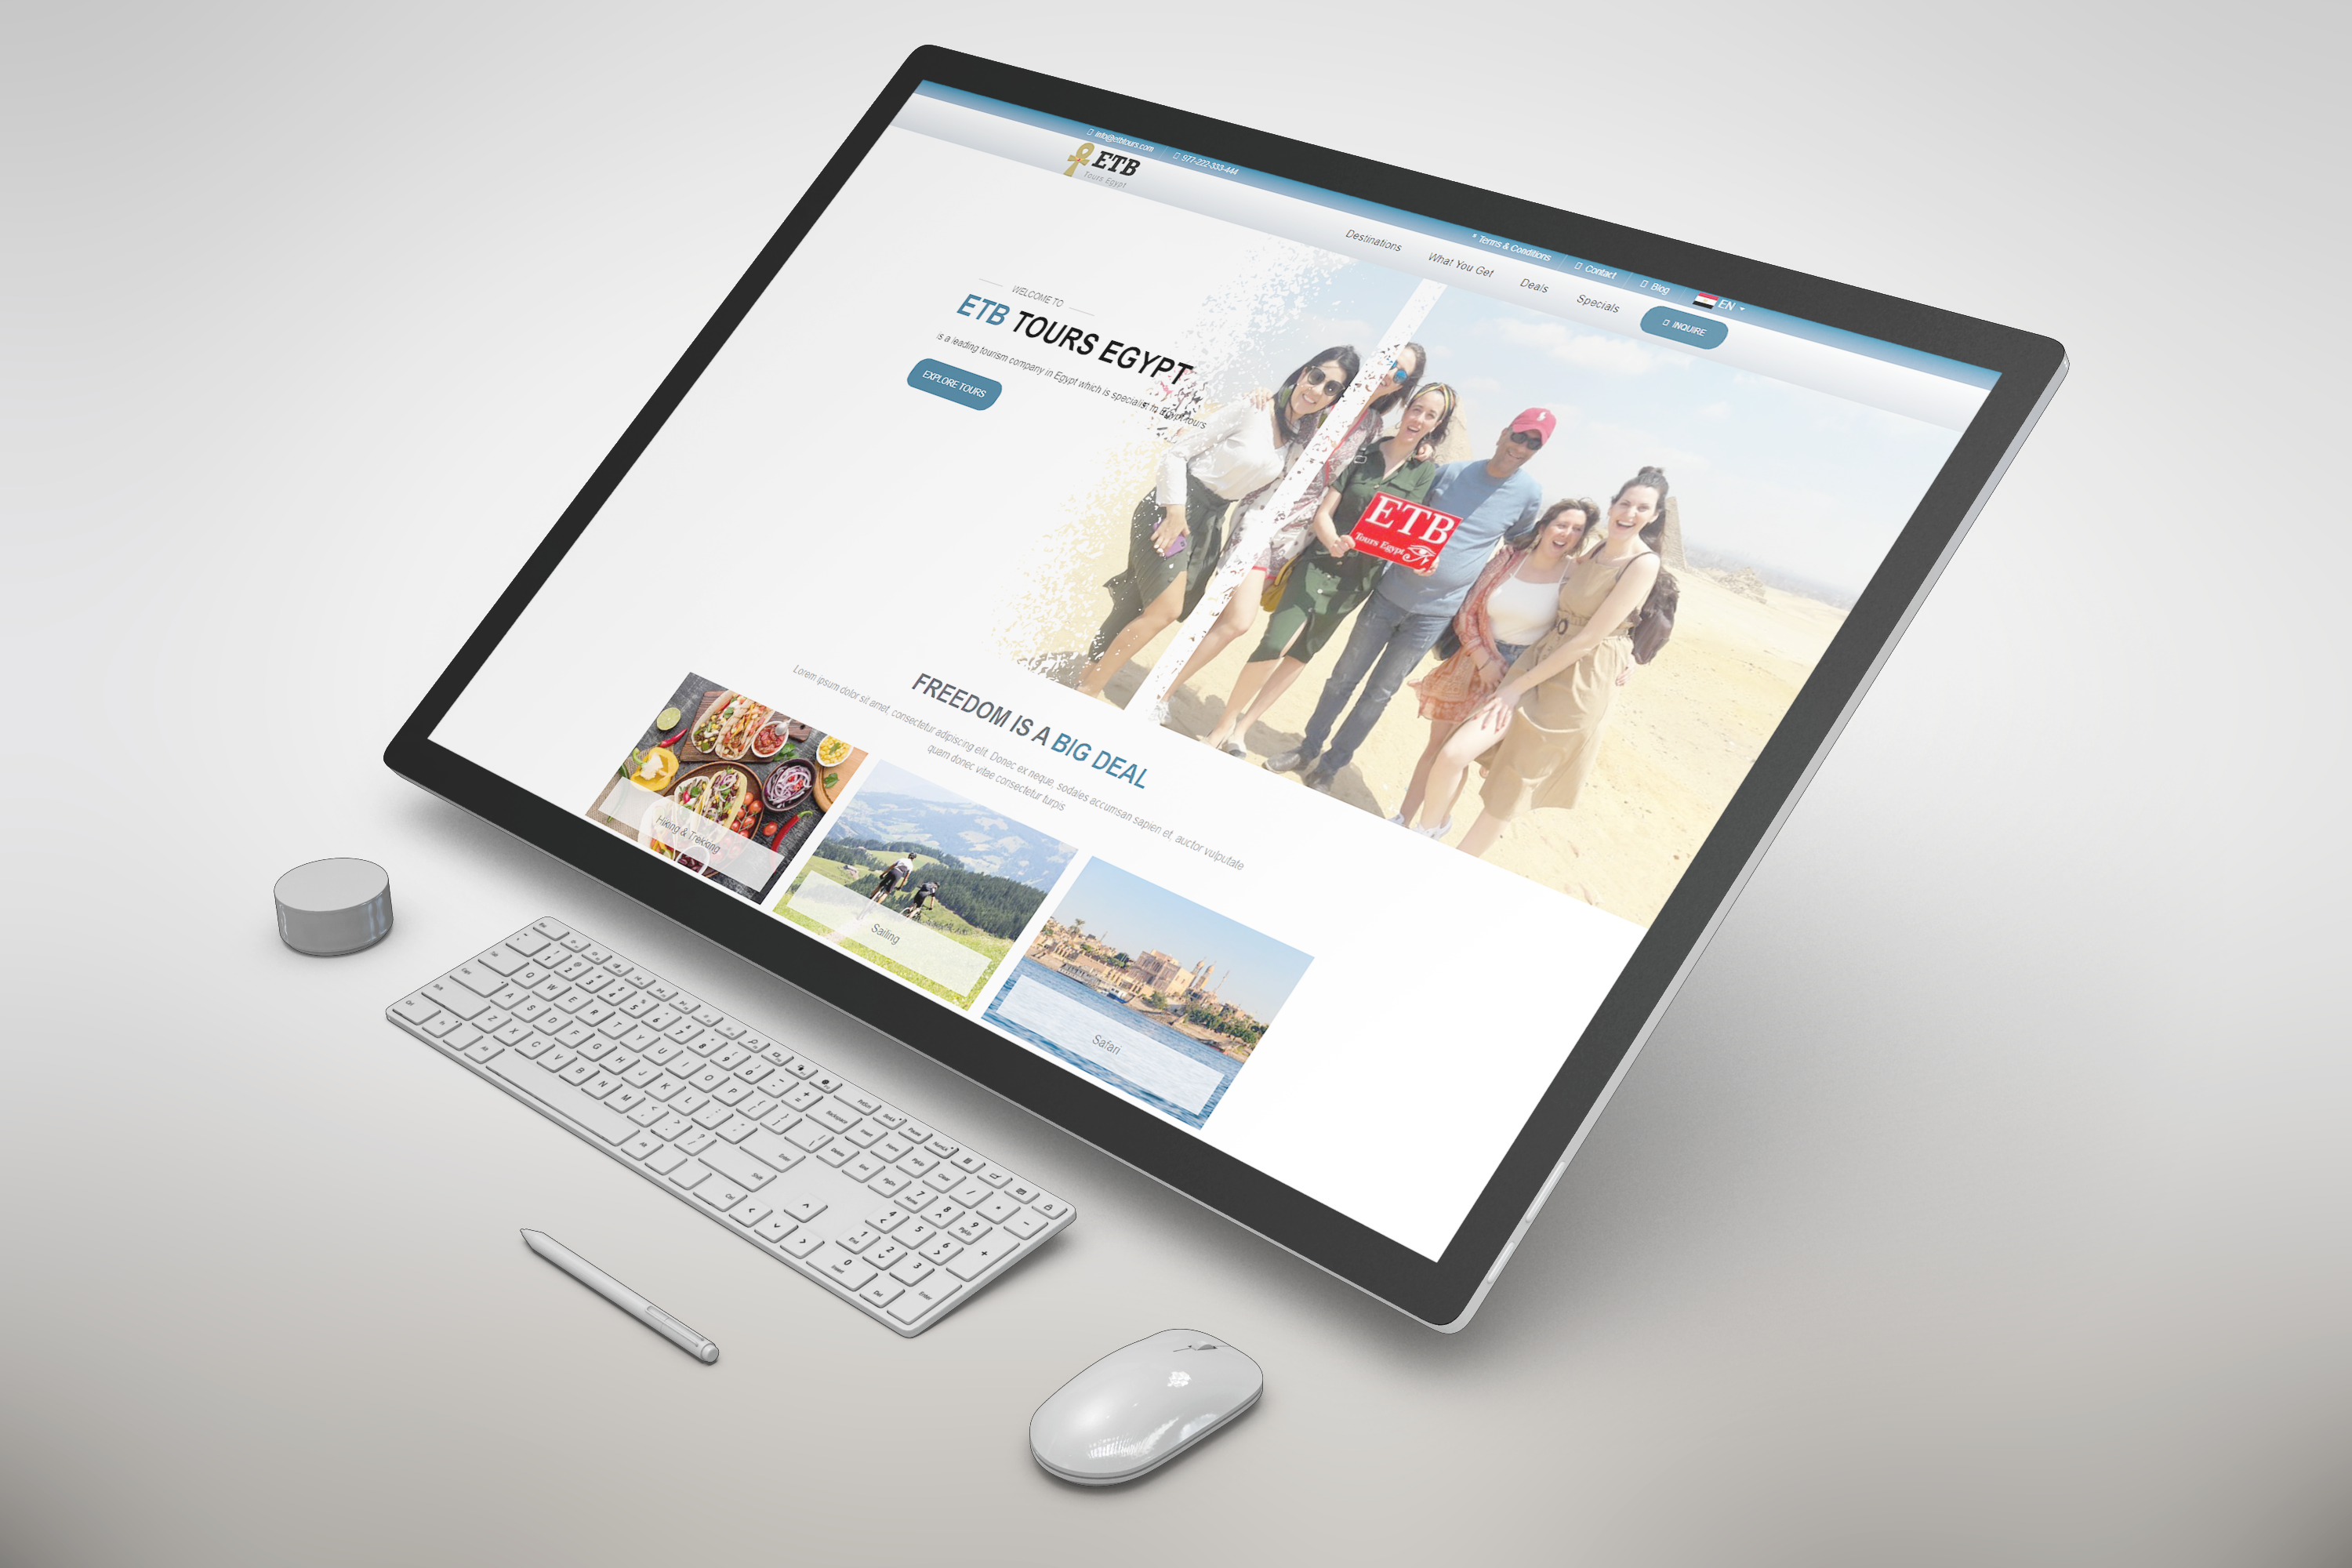 info@etbtours.com
977-222-333-444
Terms & Conditions
Contact
Blog
EN
ETB
Tours Egypt
Destinations
What You Get
Deals
Specials
INQUIRE
WELCOME TO
ETB TOURS EGYPT
is a leading tourism company in Egypt which is specialist to Egypt tours
EXPLORE TOURS
ETB
Tours Egypt
FREEDOM IS A BIG DEAL
Lorem ipsum dolor sit amet, consectetur adipiscing elit. Donec ex neque, sodales accumsan sapien et, auctor vulputate
quam donec vitae consectetur turpis
Hiking & Trekking
Sailing
Safari